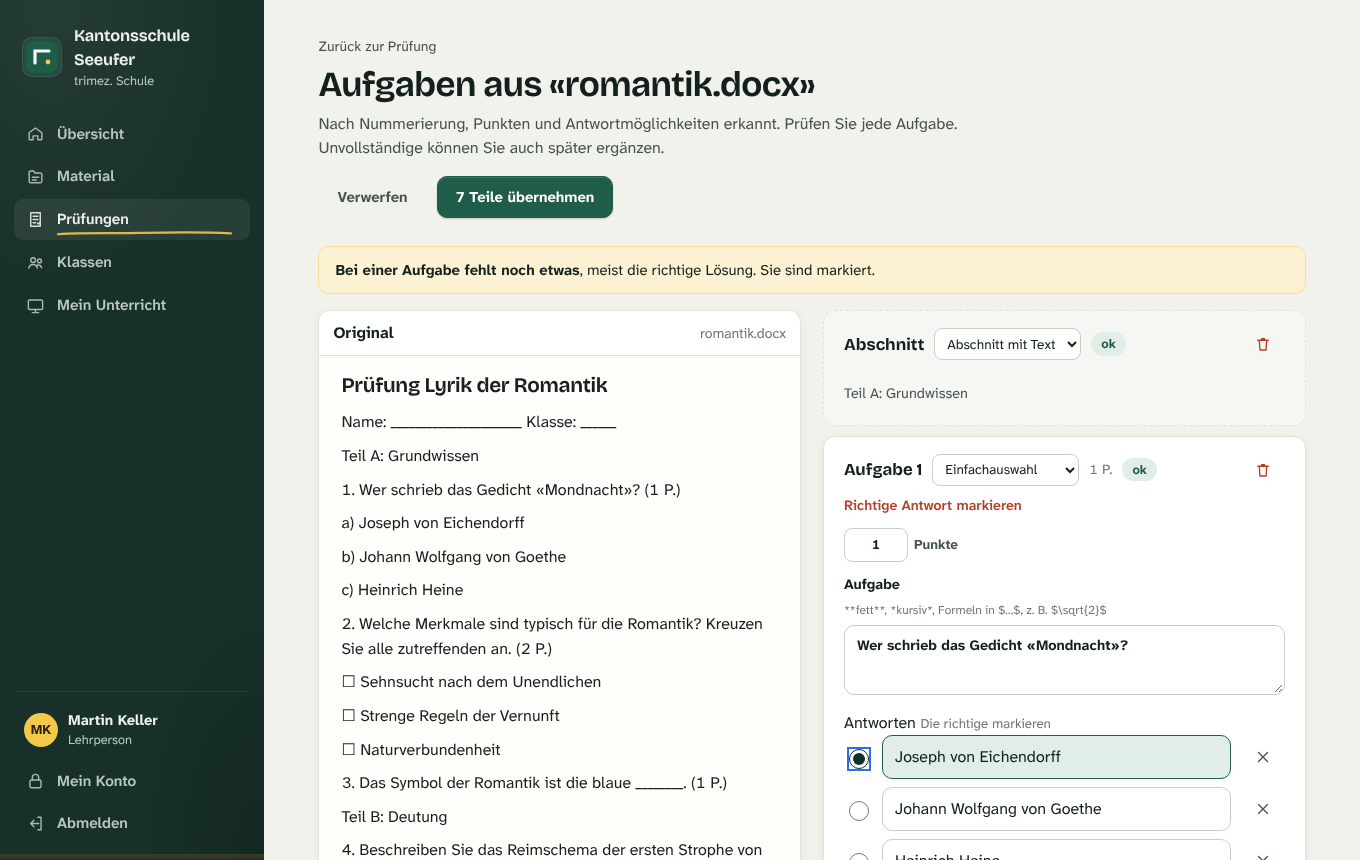 Kantonsschule
Seeufer
trimez. Schule
Übersicht
Material
Prüfungen
Klassen
Mein Unterricht
MK
Martin Keller
Lehrperson
Mein Konto
Abmelden
Zurück zur Prüfung
Aufgaben aus «romantik.docx»
Nach Nummerierung, Punkten und Antwortmöglichkeiten erkannt. Prüfen Sie jede Aufgabe.
Unvollständige können Sie auch später ergänzen.
Verwerfen
7 Teile übernehmen
Bei einer Aufgabe fehlt noch etwas, meist die richtige Lösung. Sie sind markiert.
Original
romantik.docx
Prüfung Lyrik der Romantik
Name: ____________________ Klasse: ______
Teil A: Grundwissen
1. Wer schrieb das Gedicht «Mondnacht»? (1 P.)
a) Joseph von Eichendorff
b) Johann Wolfgang von Goethe
c) Heinrich Heine
2. Welche Merkmale sind typisch für die Romantik? Kreuzen
Sie alle zutreffenden an. (2 P.)
☐ Sehnsucht nach dem Unendlichen
☐ Strenge Regeln der Vernunft
☐ Naturverbundenheit
3. Das Symbol der Romantik ist die blaue ________. (1 P.)
Teil B: Deutung
4. Beschreiben Sie das Reimschema der ersten Strophe von
Abschnitt
Abschnitt mit Text
ok
Teil A: Grundwissen
Aufgabe 1
Einfachauswahl
1 P.
ok
Richtige Antwort markieren
1
Punkte
Aufgabe
**fett**, *kursiv*, Formeln in $...$, z. B. $\sqrt{2}$
Wer schrieb das Gedicht «Mondnacht»?
Antworten Die richtige markieren
Joseph von Eichendorff
Johann Wolfgang von Goethe
Heinrich Heine